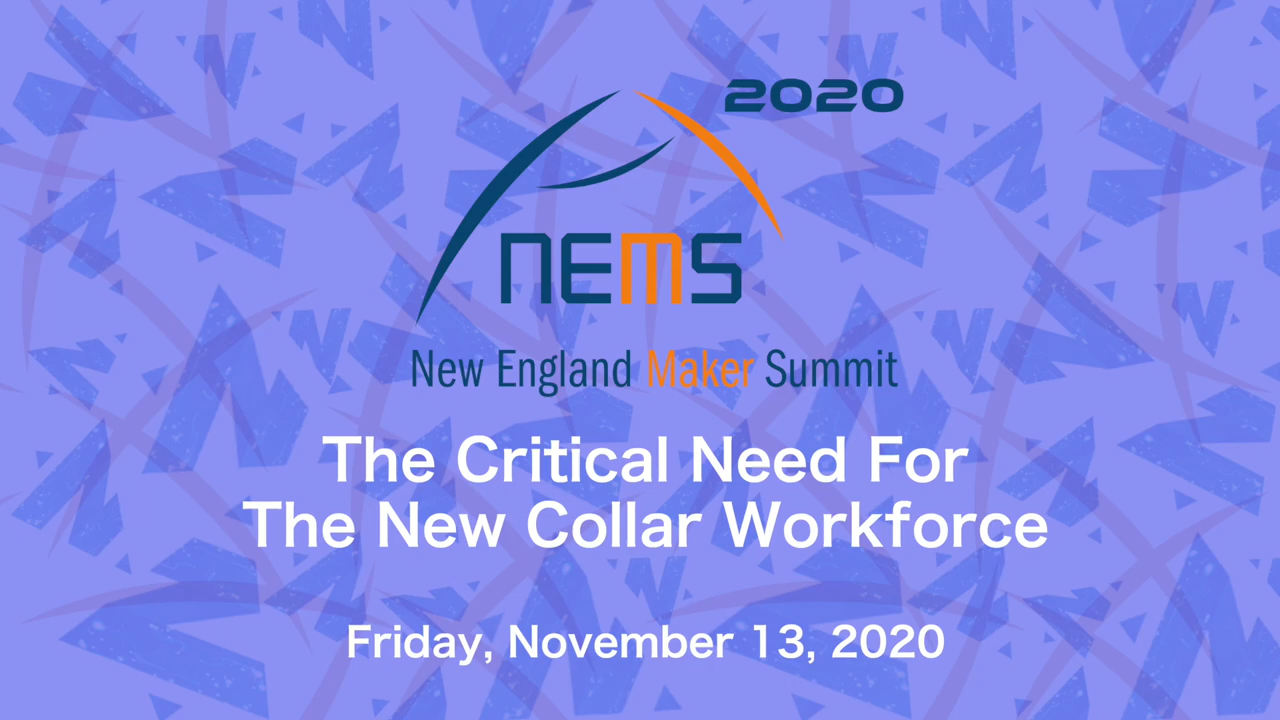 2020
NEMS
New England Maker Summit
The Critical Need For
The New Collar Workforce
Friday, November 13, 2020